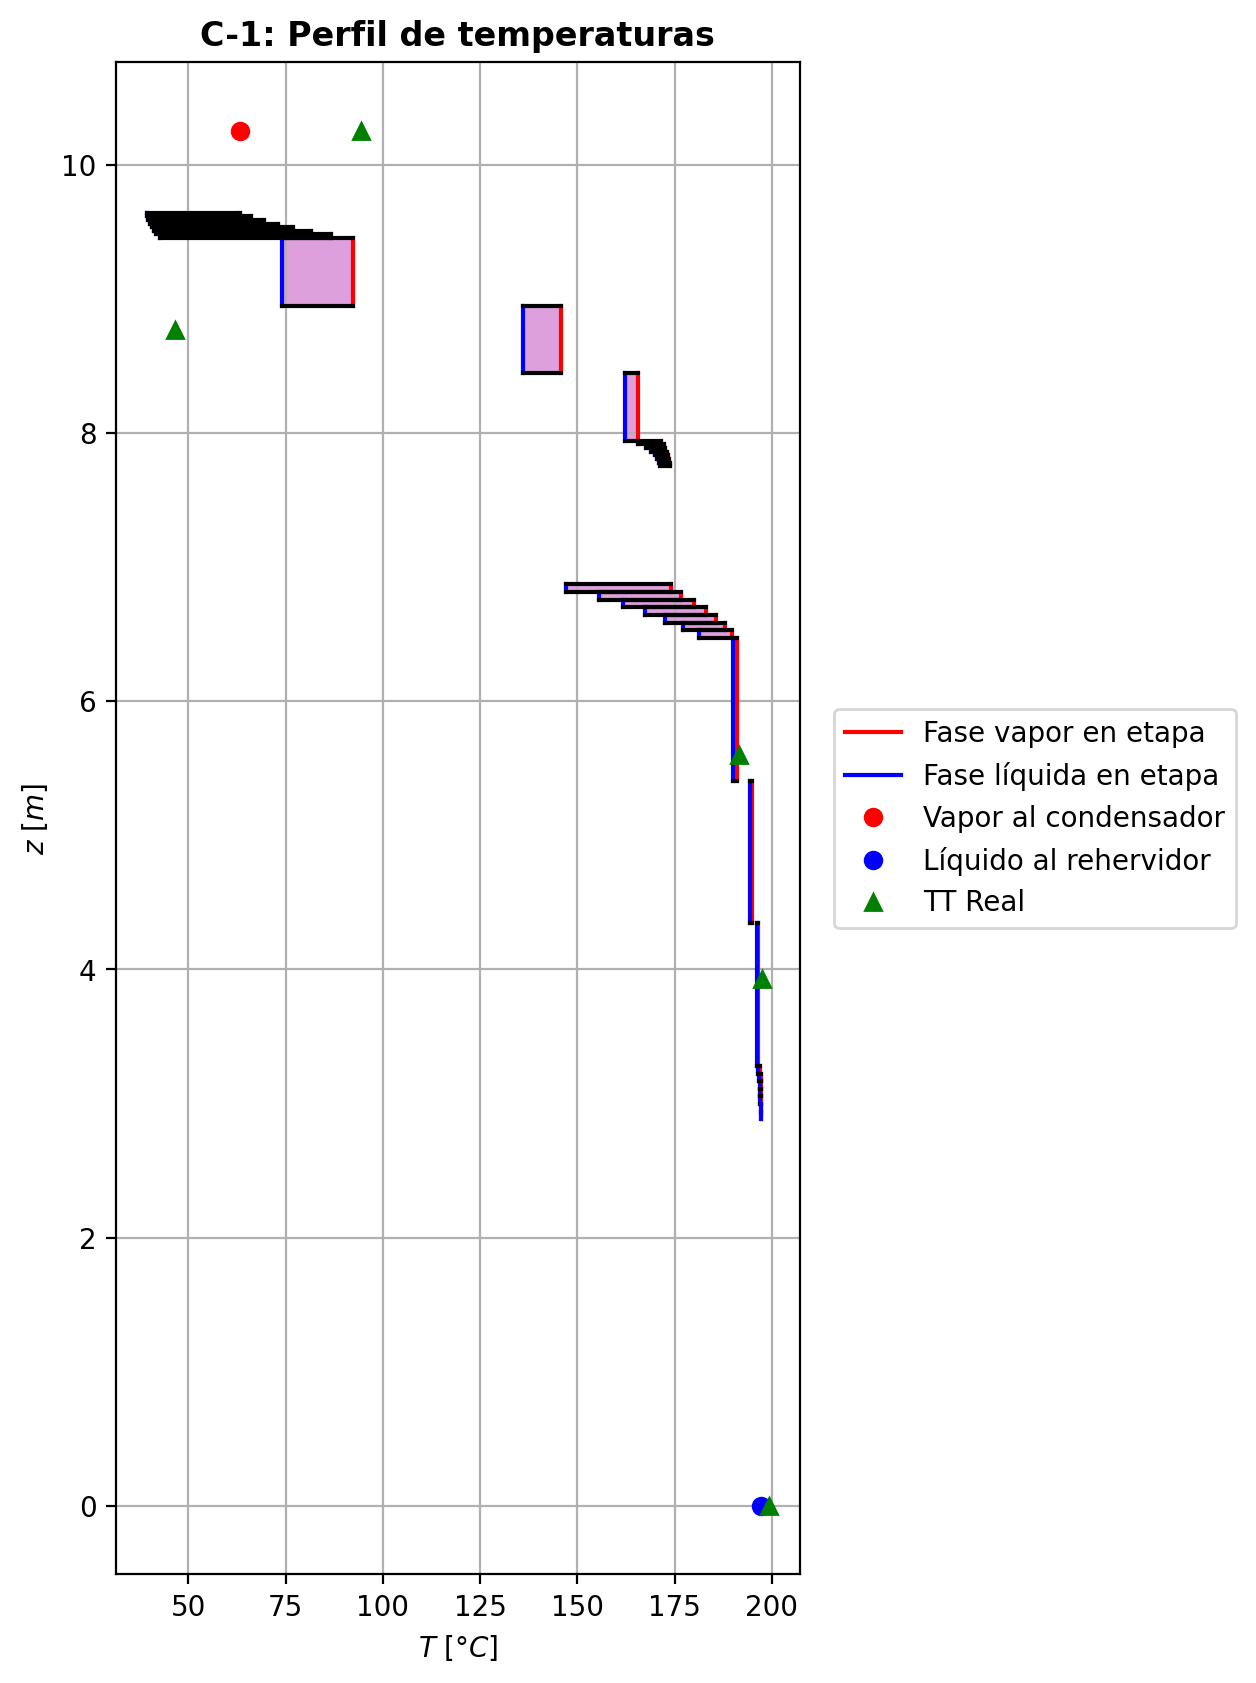 C-1: Perfil de temperaturas
z [m]
10
8
6
4
2
0
50 75 100 125 150 175 200
T [°C]
Fase vapor en etapa
Fase líquida en etapa
Vapor al condensador
Líquido al rehervidor
TT Real